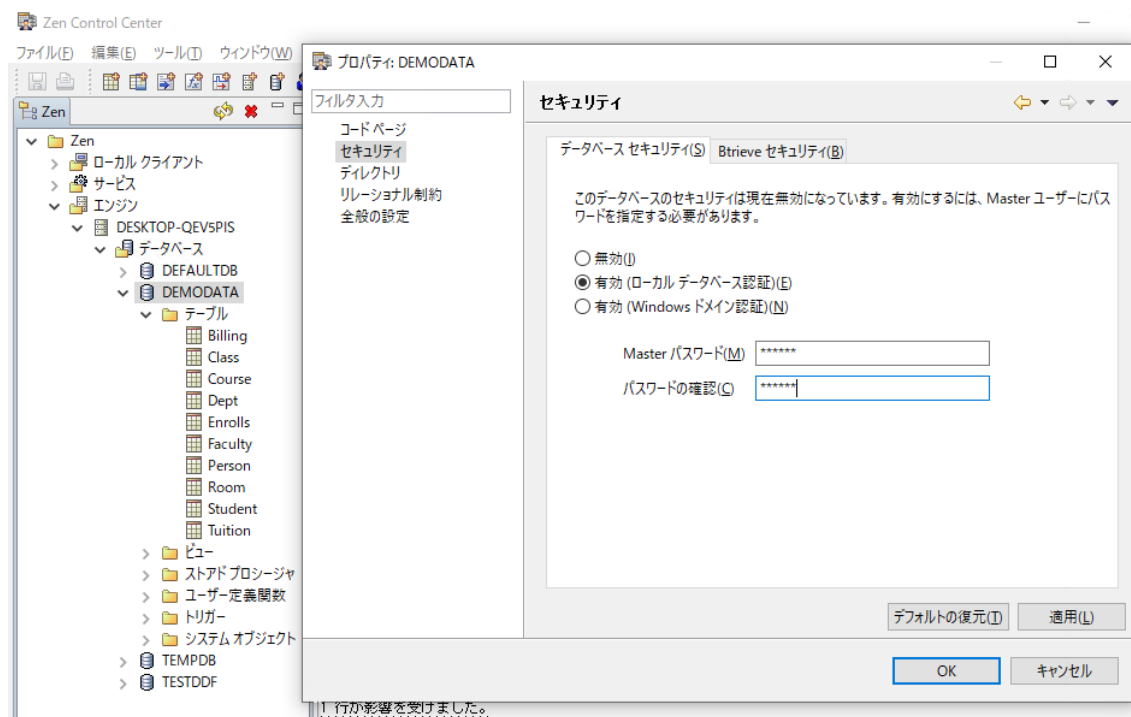 Zen Control Center
ファイル(F) 編集(E) ツール(T) ウィンドウ(W)
Zen
Zen
ローカル クライアント
サービス
エンジン
DESKTOP-QEV5PIS
データベース
DEFAULTDB
DEMODATA
テーブル
Billing
Class
Course
Dept
Enrolls
Faculty
Person
Room
Student
Tuition
ビュー
ストアド プロシージャ
ユーザー定義関数
トリガー
システム オブジェクト
TEMPDB
TESTDDF
プロパティ: DEMODATA
フィルタ入力
コード ページ
セキュリティ
ディレクトリ
リレーショナル制約
全般の設定
セキュリティ
データベース セキュリティ(S) Btrieve セキュリティ(B)
このデータベースのセキュリティは現在無効になっています。有効にするには、Master ユーザーにパス
ワードを指定する必要があります。
無効(I)
有効 (ローカル データベース認証)(E)
有効 (Windows ドメイン認証)(N)
Master パスワード(M) ******
パスワードの確認(C) ******
デフォルトの復元(T) 適用(L)
OK キャンセル
1 行が影響を受けました。